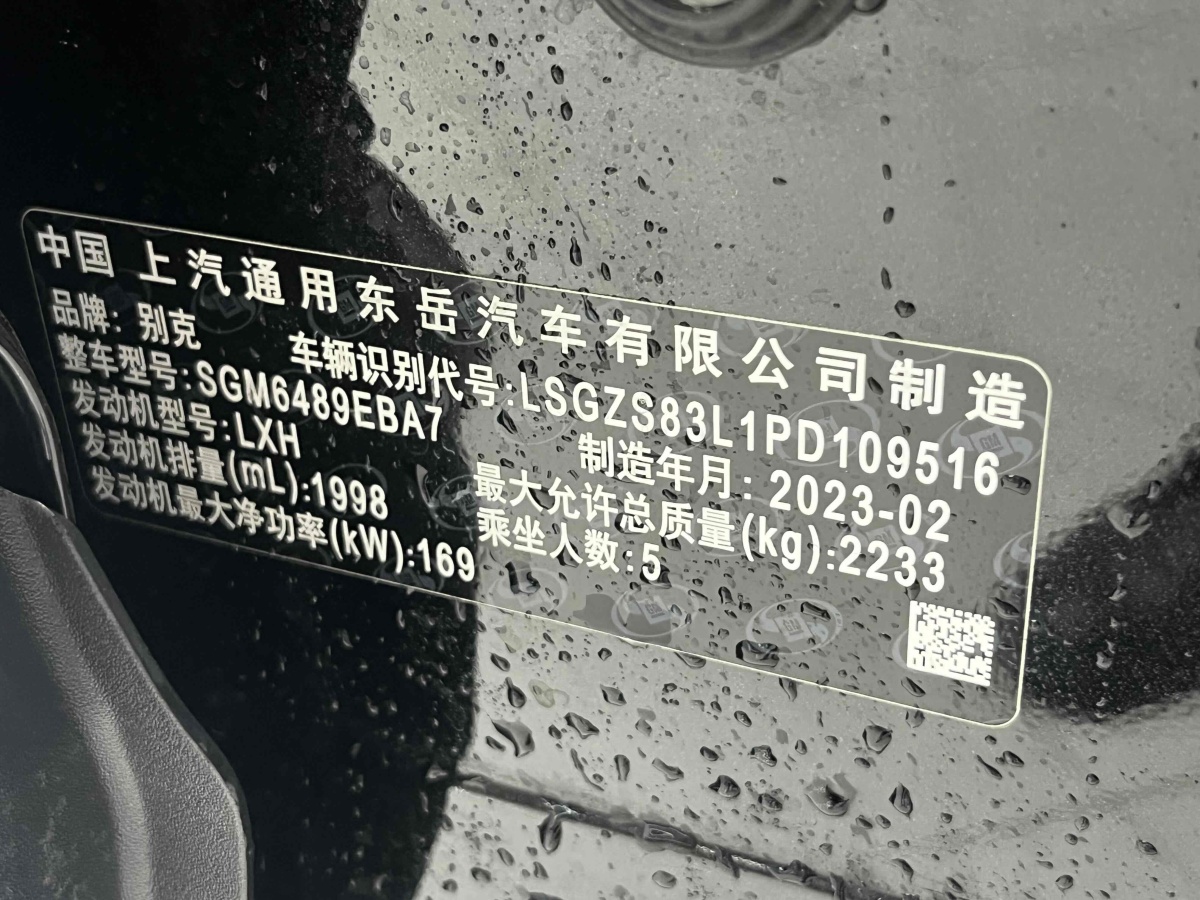 中国 上汽通用东岳汽车有限公司制造
品牌：别克 车辆识别代号：LSGZS83L1PD109516
整车型号：SGM6489EBA7 制造年月：2023-02
发动机型号：LXH 最大允许总质量(kg)：2233
发动机排量(mL)：1998 乘坐人数：5
发动机最大净功率(kW)：169